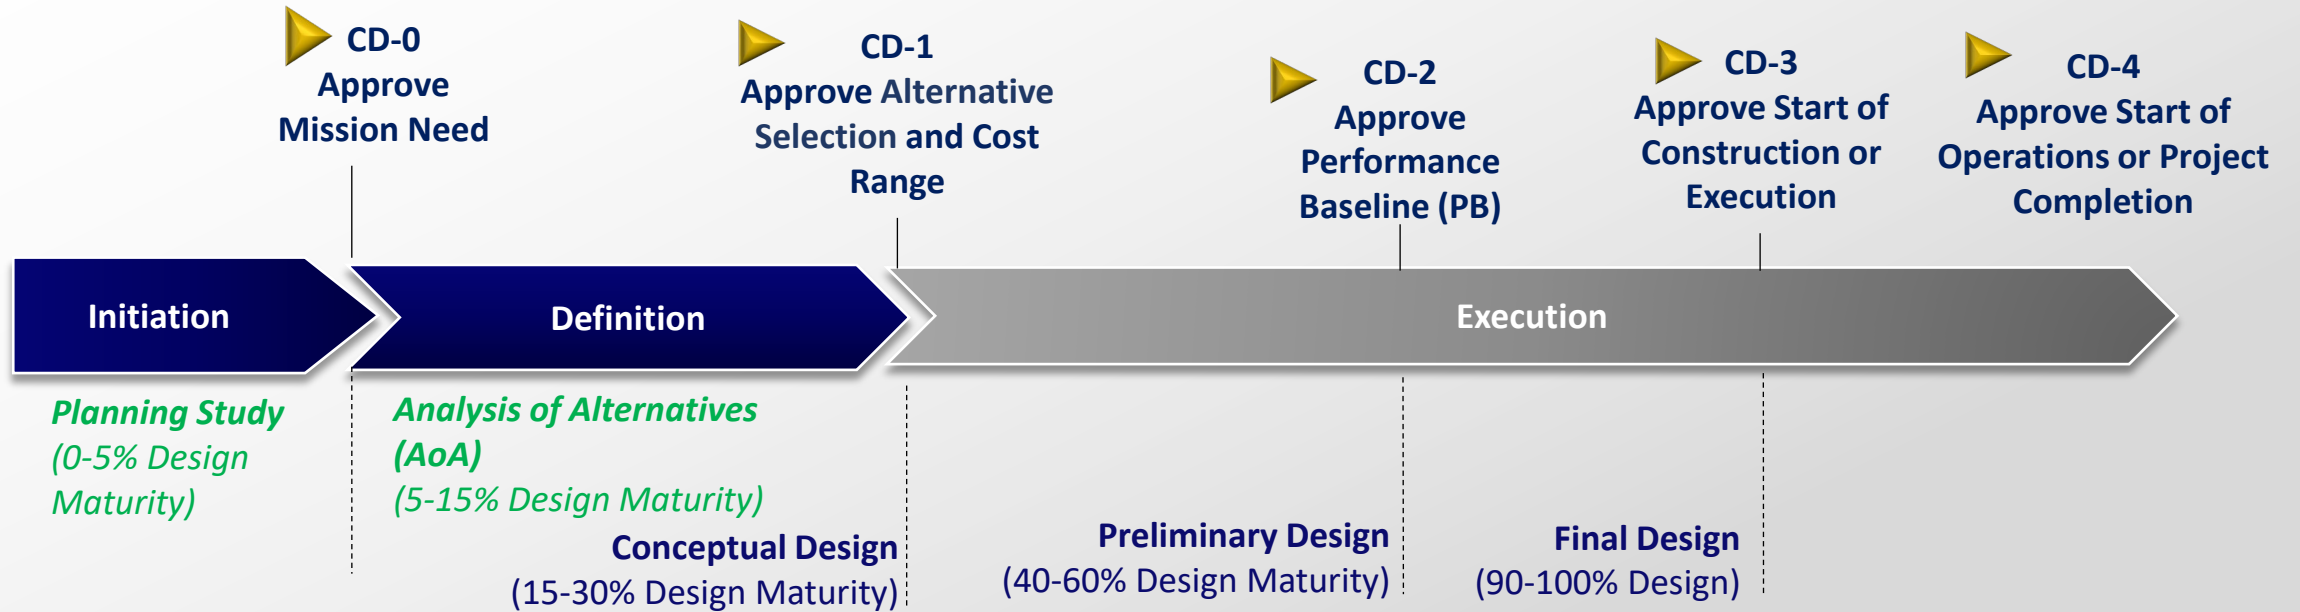 CD-0
Approve
Mission Need
CD-1
Approve Alternative
Selection and Cost
Range
CD-2
Approve
Performance
Baseline (PB)
CD-3
Approve Start of
Construction or
Execution
CD-4
Approve Start of
Operations or Project
Completion
Initiation
Definition
Execution
Planning Study
(0-5% Design
Maturity)
Analysis of Alternatives
(AoA)
(5-15% Design Maturity)
Conceptual Design
(15-30% Design Maturity)
Preliminary Design
(40-60% Design Maturity)
Final Design
(90-100% Design)